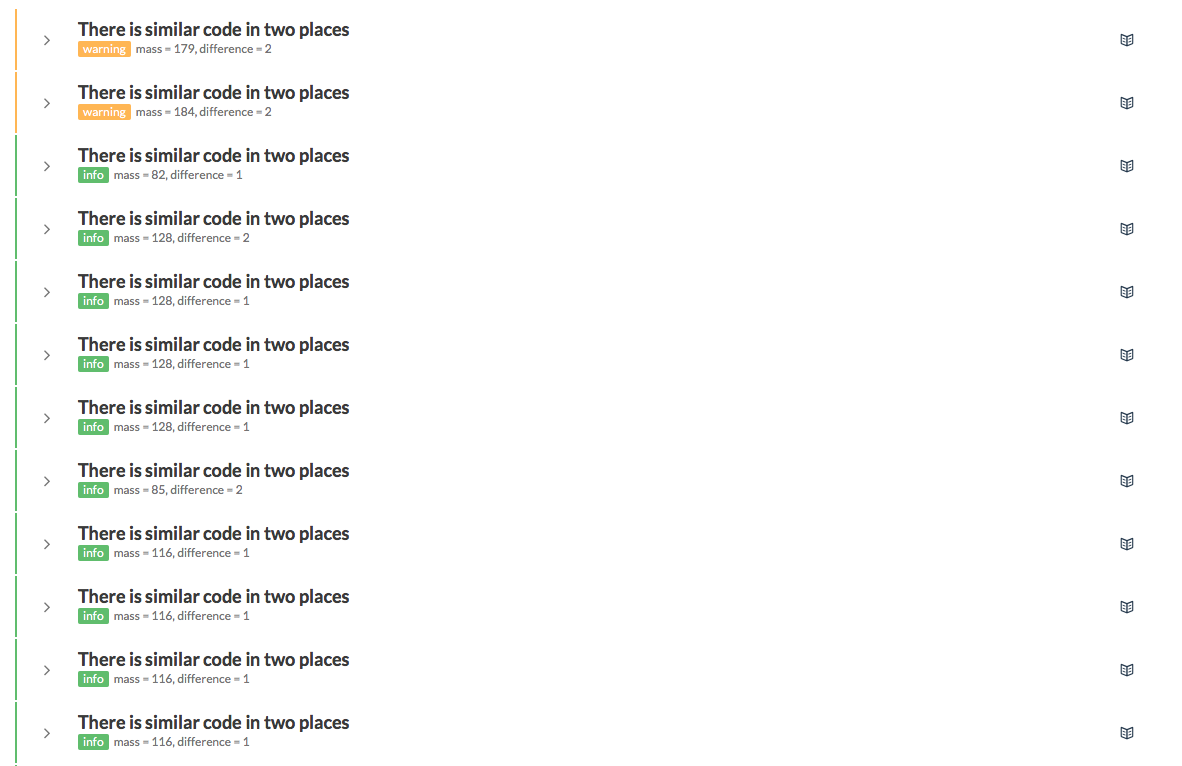 There is similar code in two places
warning mass = 179, difference = 2
There is similar code in two places
warning mass = 184, difference = 2
There is similar code in two places
info mass = 82, difference = 1
There is similar code in two places
info mass = 128, difference = 2
There is similar code in two places
info mass = 128, difference = 1
There is similar code in two places
info mass = 128, difference = 1
There is similar code in two places
info mass = 128, difference = 1
There is similar code in two places
info mass = 85, difference = 2
There is similar code in two places
info mass = 116, difference = 1
There is similar code in two places
info mass = 116, difference = 1
There is similar code in two places
info mass = 116, difference = 1
There is similar code in two places
info mass = 116, difference = 1